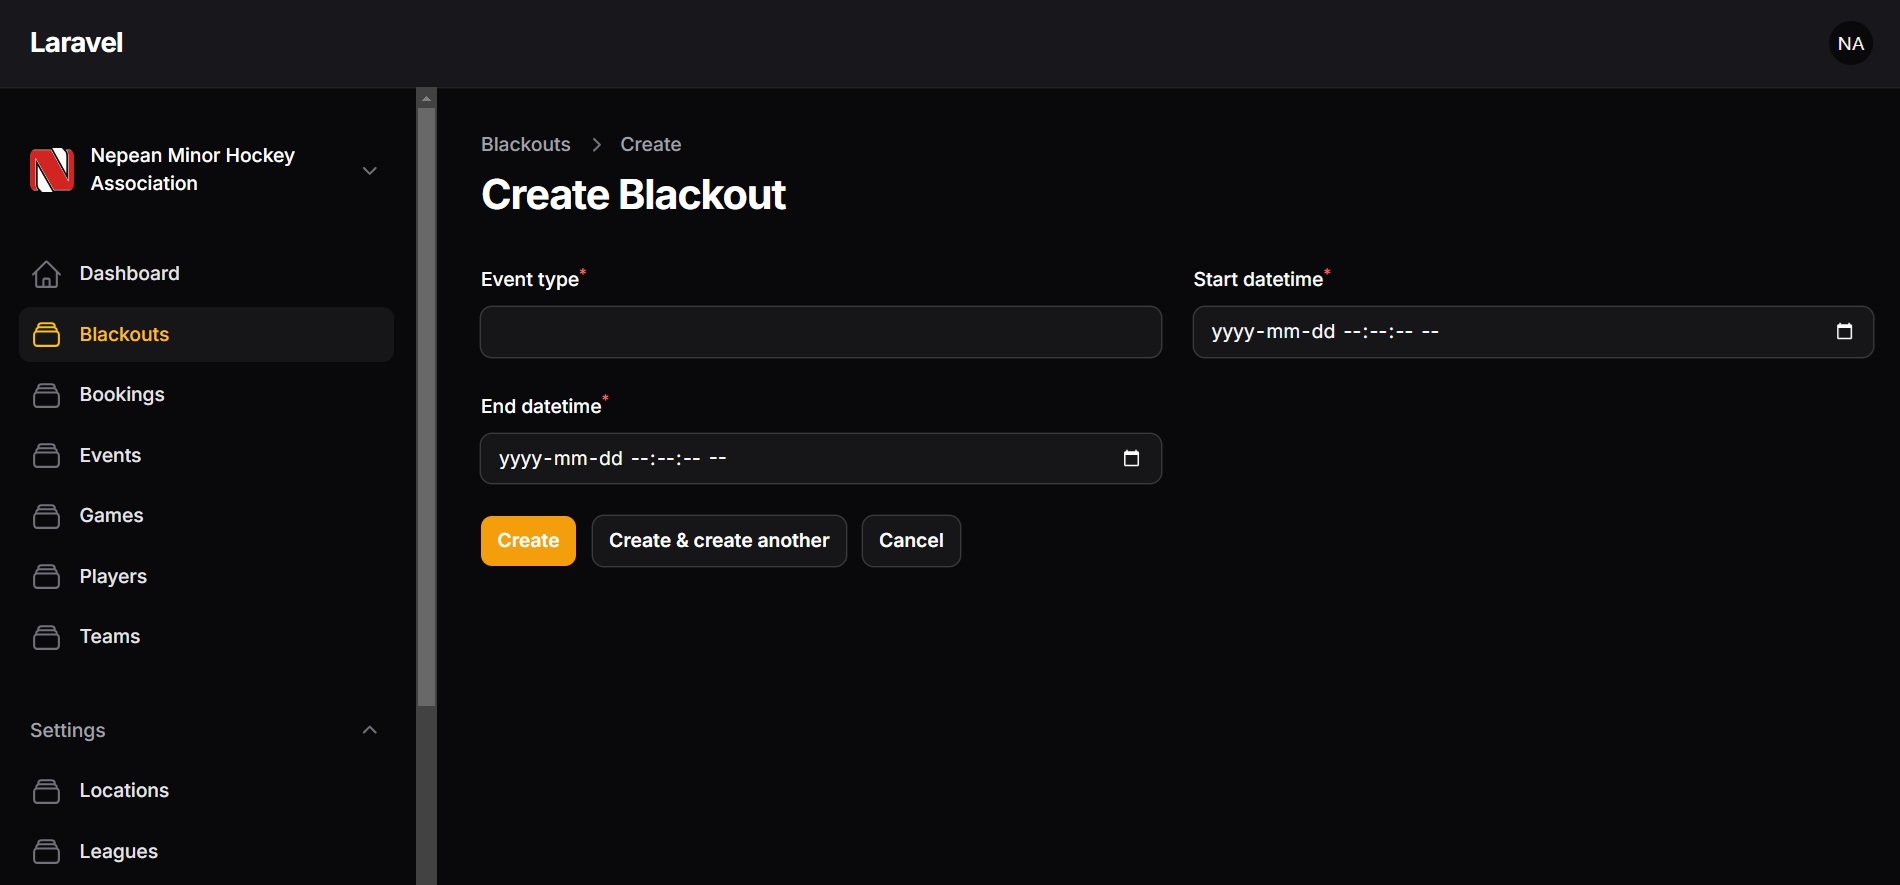 Laravel
NA
Nepean Minor Hockey
Association
Dashboard
Blackouts
Bookings
Events
Games
Players
Teams
Settings
Locations
Leagues
Blackouts > Create
Create Blackout
Event type*
Start datetime*
yyyy-mm-dd --:--:-- --
End datetime*
yyyy-mm-dd --:--:-- --
Create
Create & create another
Cancel